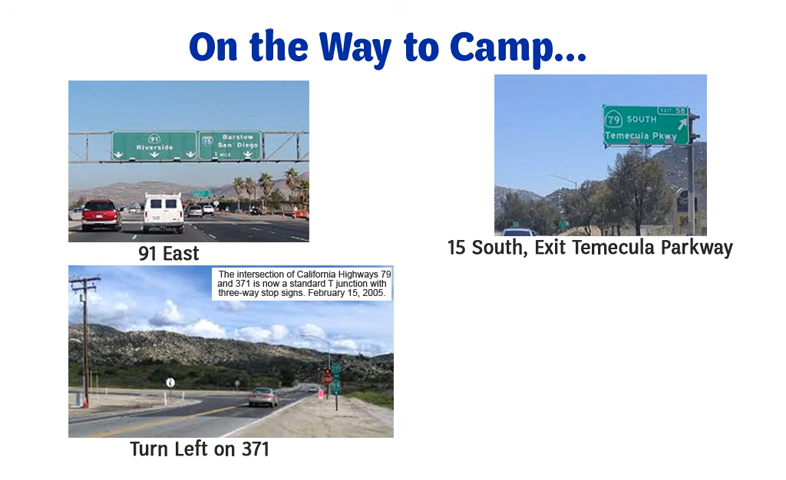 On the Way to Camp...
91
Riverside
15
Barstow
San Diego
1 MILE
91 East
EXIT 58
79 SOUTH
Temecula Pkwy
15 South, Exit Temecula Parkway
The intersection of California Highways 79
and 371 is now a standard T junction with
three-way stop signs. February 15, 2005.
Turn Left on 371